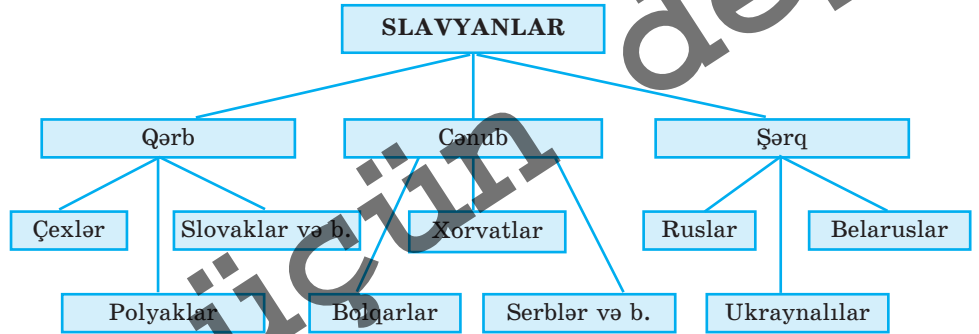 SLAVYANLAR
Qərb
Cənub
Şərq
Çexlər
Slovaklar və b.
Xorvatlar
Ruslar
Belaruslar
Polyaklar
Bolqarlar
Serblər və b.
Ukraynalılar
üçün